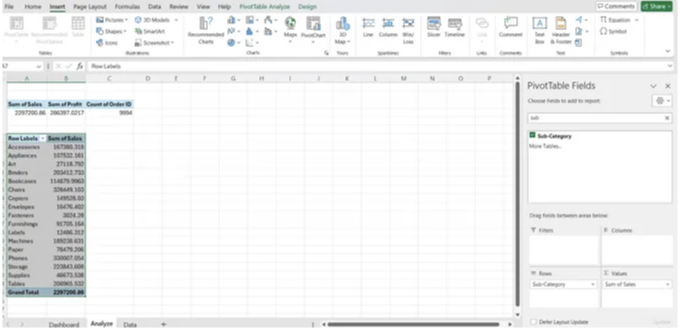 File Home Insert Page Layout Formulas Data Review View Help PivotTable Analyze Design Comments Share
PivotTable Recommended PivotTables Table Pictures Shapes Icons 3D Models SmartArt Screenshot Recommended Charts Maps PivotChart 3D Map Line Column Win/Loss Slicer Timeline Link Comment Text Box Header & Footer Equation Symbol
Tables Illustrations Charts Tours Sparklines Filters Links Comments Text Symbols
fx Row Labels
A B C D E F G H I J K L M N O P
Sum of Sales Sum of Profit Count of Order ID
2297200.86 286397.0217 9994
Row Labels Sum of Sales
Accessories 167380.318
Appliances 107532.161
Art 27118.792
Binders 203412.733
Bookcases 114879.9963
Chairs 328449.103
Copiers 149528.03
Envelopes 16476.402
Fasteners 3024.28
Furnishings 91705.164
Labels 12486.312
Machines 189238.631
Paper 78479.206
Phones 330007.054
Storage 223843.608
Supplies 46673.538
Tables 206965.532
Grand Total 2297200.86
Dashboard Analyze Data +
PivotTable Fields
Choose fields to add to report:
sub
Sub-Category
More Tables...
Drag fields between areas below:
Filters Columns
Rows Values
Sub-Category Sum of Sales
Defer Layout Update Update